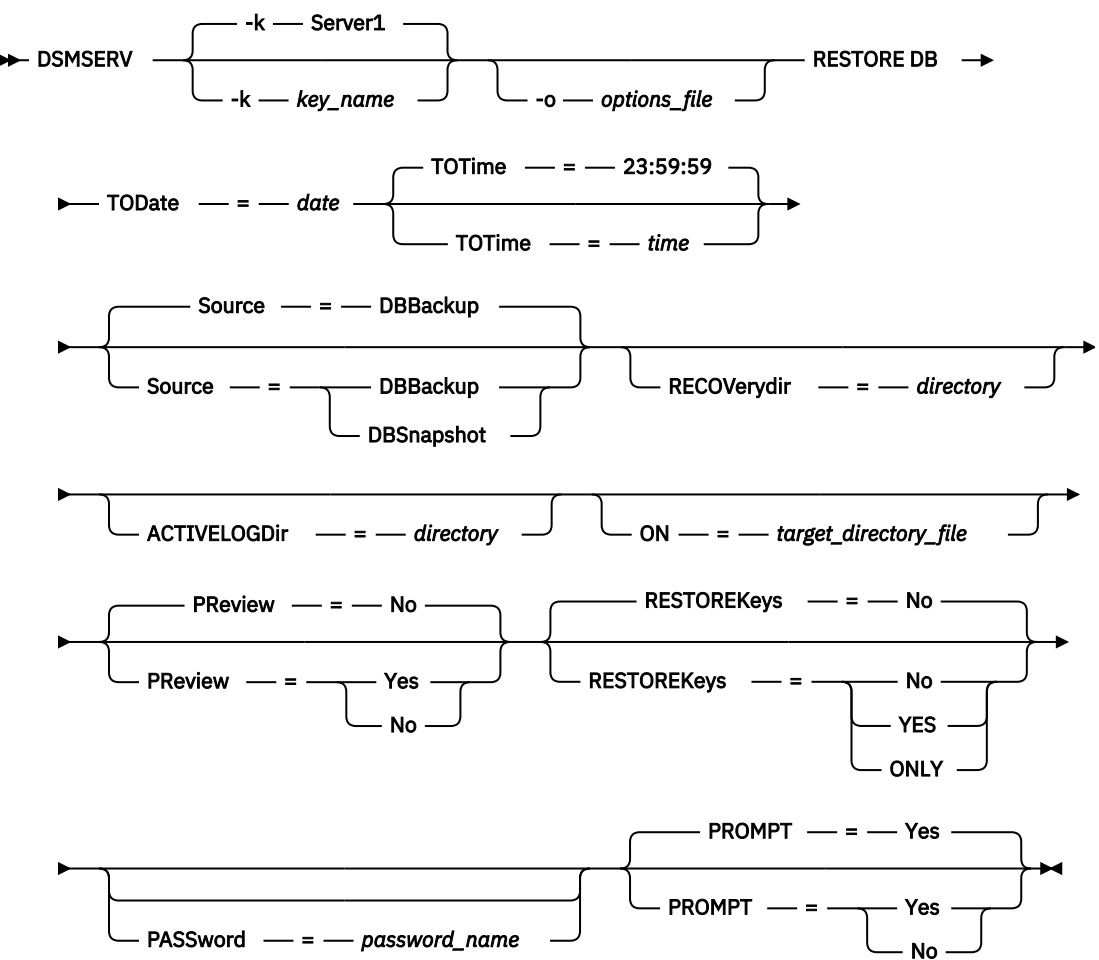 -k Server1
DSMSERV RESTORE DB
-k key_name -o options_file
TOTime = 23:59:59
TODate = date
TOTime = time
Source = DBBackup
Source = DBBackup RECOVerydir = directory
DBSnapshot
ACTIVELOGDir = directory ON = target_directory_file
PReview = No RESTOREKeys = No
PReview = Yes RESTOREKeys = No
No YES
ONLY
PROMPT = Yes
PROMPT = Yes
PASSword = password_name No